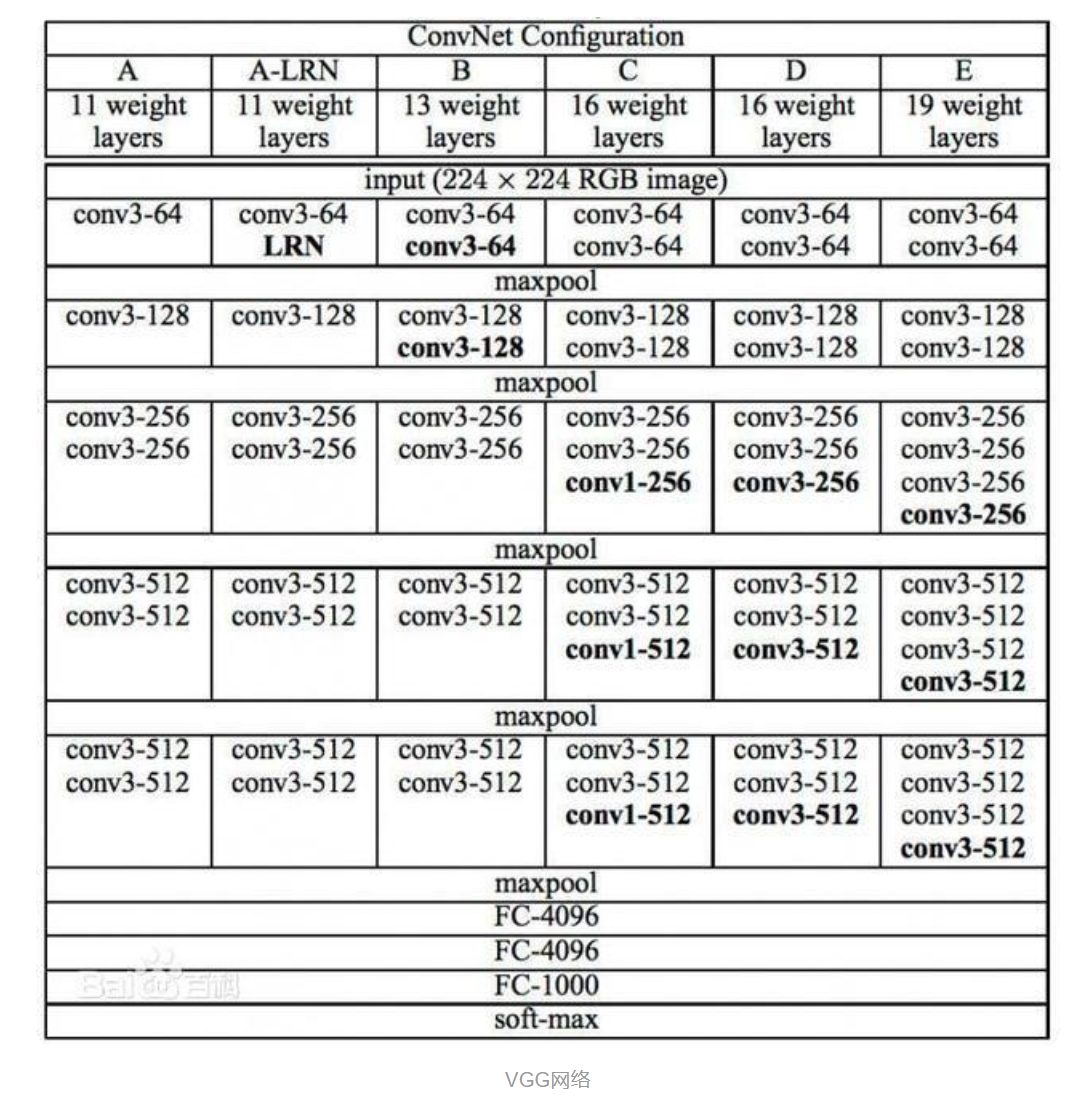 ConvNet Configuration
A A-LRN B C D E
11 weight layers 11 weight layers 13 weight layers 16 weight layers 16 weight layers 19 weight layers
input (224 × 224 RGB image)
conv3-64 conv3-64 conv3-64 conv3-64 conv3-64 conv3-64
LRN conv3-64 conv3-64 conv3-64 conv3-64
maxpool
conv3-128 conv3-128 conv3-128 conv3-128 conv3-128 conv3-128
conv3-128 conv3-128 conv3-128 conv3-128
maxpool
conv3-256 conv3-256 conv3-256 conv3-256 conv3-256 conv3-256
conv3-256 conv3-256 conv3-256 conv3-256 conv3-256 conv3-256
conv1-256 conv3-256 conv3-256
conv3-256
maxpool
conv3-512 conv3-512 conv3-512 conv3-512 conv3-512 conv3-512
conv3-512 conv3-512 conv3-512 conv3-512 conv3-512 conv3-512
conv1-512 conv3-512 conv3-512
conv3-512
maxpool
conv3-512 conv3-512 conv3-512 conv3-512 conv3-512 conv3-512
conv3-512 conv3-512 conv3-512 conv3-512 conv3-512 conv3-512
conv1-512 conv3-512 conv3-512
conv3-512
maxpool
FC-4096
FC-4096
FC-1000
soft-max
Bai du 百科
VGG网络